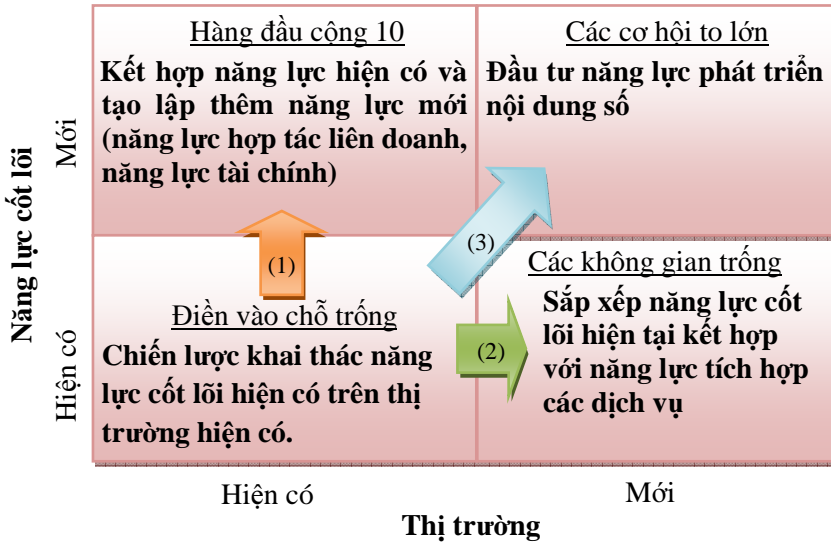 Hàng đầu cộng 10
Kết hợp năng lực hiện có và
tạo lập thêm năng lực mới
(năng lực hợp tác liên doanh,
năng lực tài chính)
Các cơ hội to lớn
Đầu tư năng lực phát triển
nội dung số
Năng lực cốt lõi
Mới
Hiện có
(1)
(3)
(2)
Điền vào chỗ trống
Chiến lược khai thác năng
lực cốt lõi hiện có trên thị
trường hiện có.
Các không gian trống
Sắp xếp năng lực cốt
lõi hiện tại kết hợp
với năng lực tích hợp
các dịch vụ
Hiện có
Mới
Thị trường